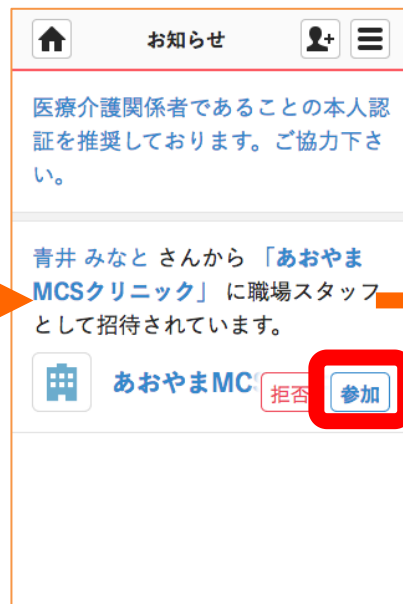 お知らせ
医療介護関係者であることの本人認
証を推奨しております。ご協力下さ
い。
青井 みなと さんから 「あおやま
MCSクリニック」 に職場スタッフ
として招待されています。
あおやまMC
拒否
参加